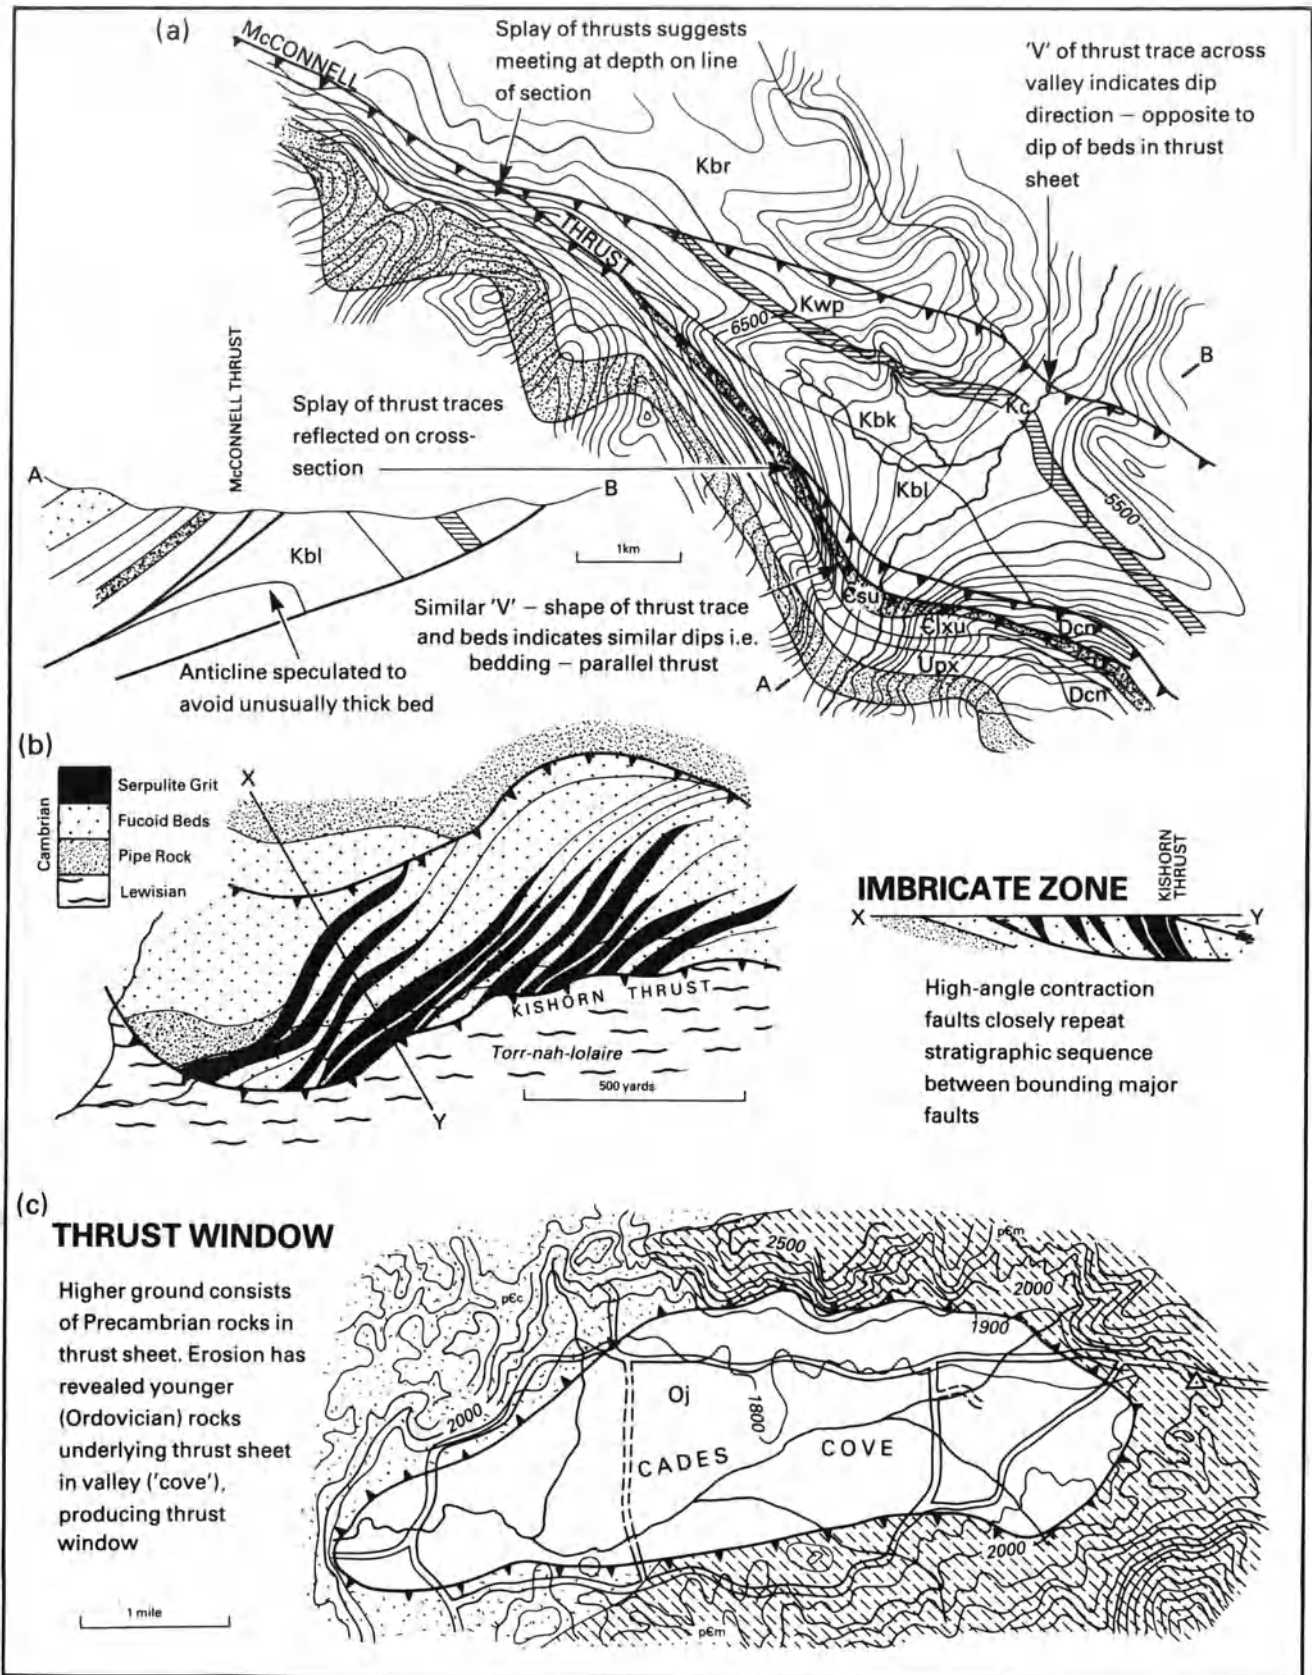 (a)
McCONNELL
THRUST
Splay of thrusts suggests
meeting at depth on line
of section
'V' of thrust trace across
valley indicates dip
direction – opposite to
dip of beds in thrust
sheet
Kbr
Kwp
6500
B
Kc
Kbk
Kbl
5500
McCONNELL THRUST
Splay of thrust traces
reflected on cross-
section
A
B
Kbl
1km
Similar 'V' – shape of thrust trace
and beds indicates similar dips i.e.
bedding – parallel thrust
Anticline speculated to
avoid unusually thick bed
Єsu
Єlxu
Dcn
Upx
Dcn
A
(b)
Cambrian
Serpulite Grit
Fucoid Beds
Pipe Rock
Lewisian
X
KISHORN THRUST
Torr-nah-Iolaire
500 yards
Y
IMBRICATE ZONE
KISHORN
THRUST
X
Y
High-angle contraction
faults closely repeat
stratigraphic sequence
between bounding major
faults
(c)
THRUST WINDOW
Higher ground consists
of Precambrian rocks in
thrust sheet. Erosion has
revealed younger
(Ordovician) rocks
underlying thrust sheet
in valley ('cove'),
producing thrust
window
1 mile
pЄc
2500
pЄm
2000
1900
2000
Oj
1800
CADES COVE
2000
pЄm